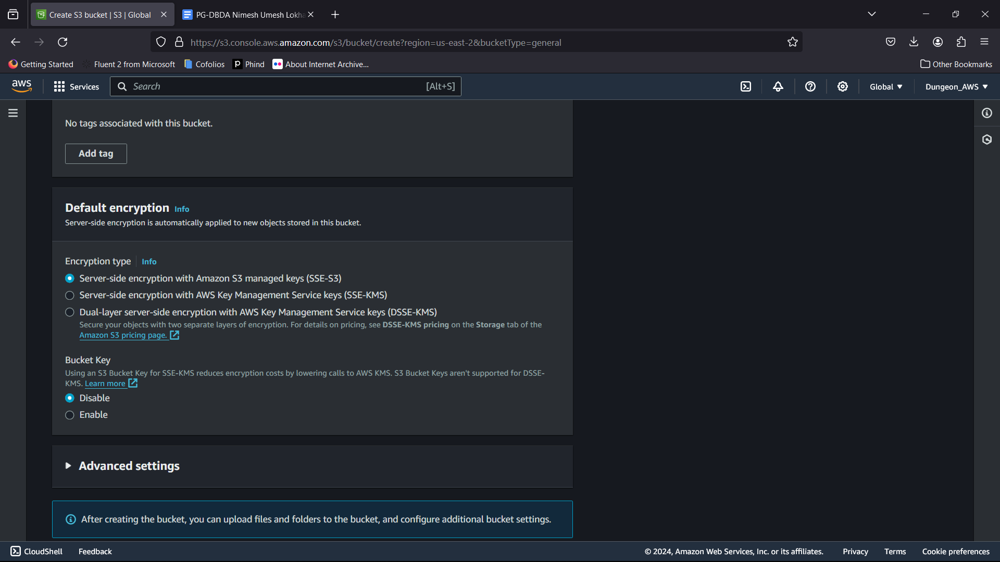 Create S3 bucket | S3 | Global
PG-DBDA Nimesh Umesh Lokha
https://s3.console.aws.amazon.com/s3/bucket/create?region=us-east-2&bucketType=general
Getting Started
Fluent 2 from Microsoft
Cofolios
Phind
About Internet Archive...
Other Bookmarks
aws
Services
Search
[Alt+S]
Global
Dungeon_AWS
No tags associated with this bucket.
Add tag
Default encryption Info
Server-side encryption is automatically applied to new objects stored in this bucket.
Encryption type Info
Server-side encryption with Amazon S3 managed keys (SSE-S3)
Server-side encryption with AWS Key Management Service keys (SSE-KMS)
Dual-layer server-side encryption with AWS Key Management Service keys (DSSE-KMS)
Secure your objects with two separate layers of encryption. For details on pricing, see DSSE-KMS pricing on the Storage tab of the
Amazon S3 pricing page.
Bucket Key
Using an S3 Bucket Key for SSE-KMS reduces encryption costs by lowering calls to AWS KMS. S3 Bucket Keys aren't supported for DSSE-
KMS. Learn more
Disable
Enable
Advanced settings
After creating the bucket, you can upload files and folders to the bucket, and configure additional bucket settings.
CloudShell
Feedback
© 2024, Amazon Web Services, Inc. or its affiliates.
Privacy
Terms
Cookie preferences